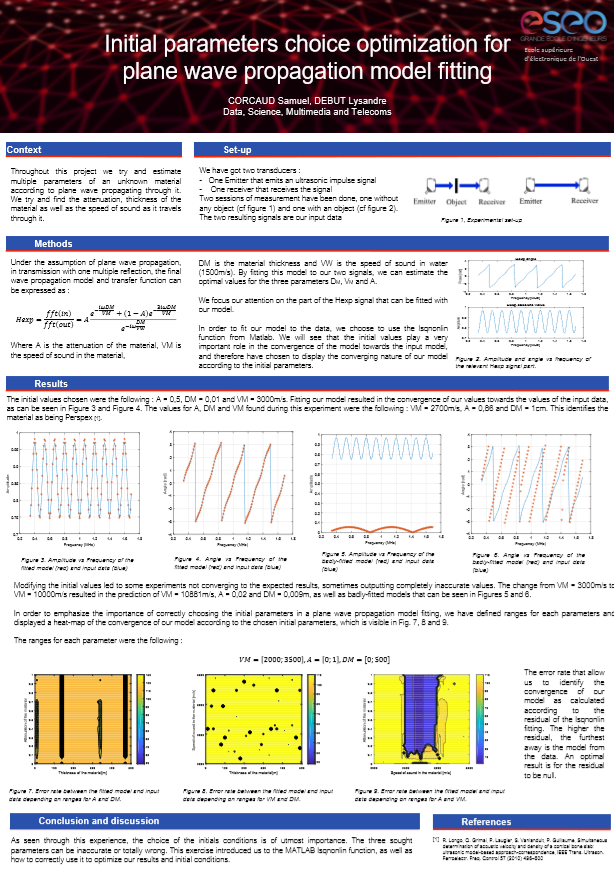 Initial parameters choice optimization for
plane wave propagation model fitting
CORCAUD Samuel, DEBUT Lysandre
Data, Science, Multimedia and Telecoms
eseo
GRANDE ÉCOLE D'INGÉNIEURS
Ecole supérieure
d'électronique de l'Ouest
Context
Throughout this project we try and estimate
multiple parameters of an unknown material
according to plane wave propagating through it.
We try and find the attenuation, thickness of the
material as well as the speed of sound as it travels
through it.
Set-up
We have got two transducers :
- One Emitter that emits an ultrasonic impulse signal
- One receiver that receives the signal
Two sessions of measurement have been done, one without
any object (cf figure 1) and one with an object (cf figure 2).
The two resulting signals are our input data
Emitter Object Receiver Emitter Receiver
Figure 1. Experimental set-up
Methods
Under the assumption of plane wave propagation,
in transmission with one multiple reflection, the final
wave propagation model and transfer function can
be expressed :
Where A is the attenuation of the material, VM is
the speed of sound in the material,
DM is the material thickness and VW is the speed of sound in water
(1500m/s). By fitting this model to our two signals, we can estimate the
optimal values for the three parameters DM, VM and A.
We focus our attention on the part of the Hexp signal that can be fitted with
our model.
In order to fit our model to the data, we choose to use the lsqnonlin
function from Matlab. We will see that the initial values play a very
important role in the convergence of the model towards the input model,
and therefore have chosen to display the converging nature of our model
according to the initial parameters.
Figure 2. Amplitude and angle vs frequency of
the relevant Hexp signal part.
Results
The initial values chosen were the following : A = 0,5, DM = 0,01 and VM = 3000m/s. Fitting our model resulted in the convergence of our values towards the values of the input data,
as can be seen in Figure 3 and Figure 4. The values for A, DM and VM found during this experiment were the following : VM = 2700m/s, A = 0,86 and DM = 1cm. This identifies the
material as being Perspex [1].
Figure 3. Amplitude vs Frequency of the
fitted model (red) and input data (blue)
Figure 4. Angle vs Frequency of the
fitted model (red) and input data (blue)
Figure 5. Amplitude vs Frequency of the
badly-fitted model (red) and input data
(blue)
Figure 6. Angle vs Frequency of the
badly-fitted model (red) and input data
(blue)
Modifying the initial values led to some experiments not converging to the expected results, sometimes outputting completely inaccurate values. The change from VM = 3000m/s to
VM = 10000m/s resulted in the prediction of VM = 10881m/s, A = 0,02 and DM = 0,009m, as well as badly-fitted models that can be seen in Figures 5 and 6.
In order to emphasize the importance of correctly choosing the initial parameters in a plane wave propagation model fitting, we have defined ranges for each parameters and
displayed a heat-map of the convergence of our model according to the chosen initial parameters, which is visible in Fig. 7, 8 and 9.
The ranges for each parameter were the following :
VM = [2000; 3500], A = [0; 1], DM = [0; 500]
Figure 7. Error rate between the fitted model and input
data depending on ranges for A and DM.
Figure 8. Error rate between the fitted model and input
data depending on ranges for VM and DM.
Figure 9. Error rate between the fitted model and input
data depending on ranges for A and VM.
The error rate that allow
us to identify the
convergence of our
model as calculated
according to the
residual of the lsqnonlin
fitting. The higher the
residual, the furthest
away is the model from
the data. An optimal
result is for the residual
to be null.
Conclusion and discussion
As seen through this experience, the choice of the initials conditions is of utmost importance. The three sought
parameters can be inaccurate or totally wrong. This exercise introduced us to the MATLAB lsqnonlin function, as well as
how to correctly use it to optimize our results and initial conditions.
References